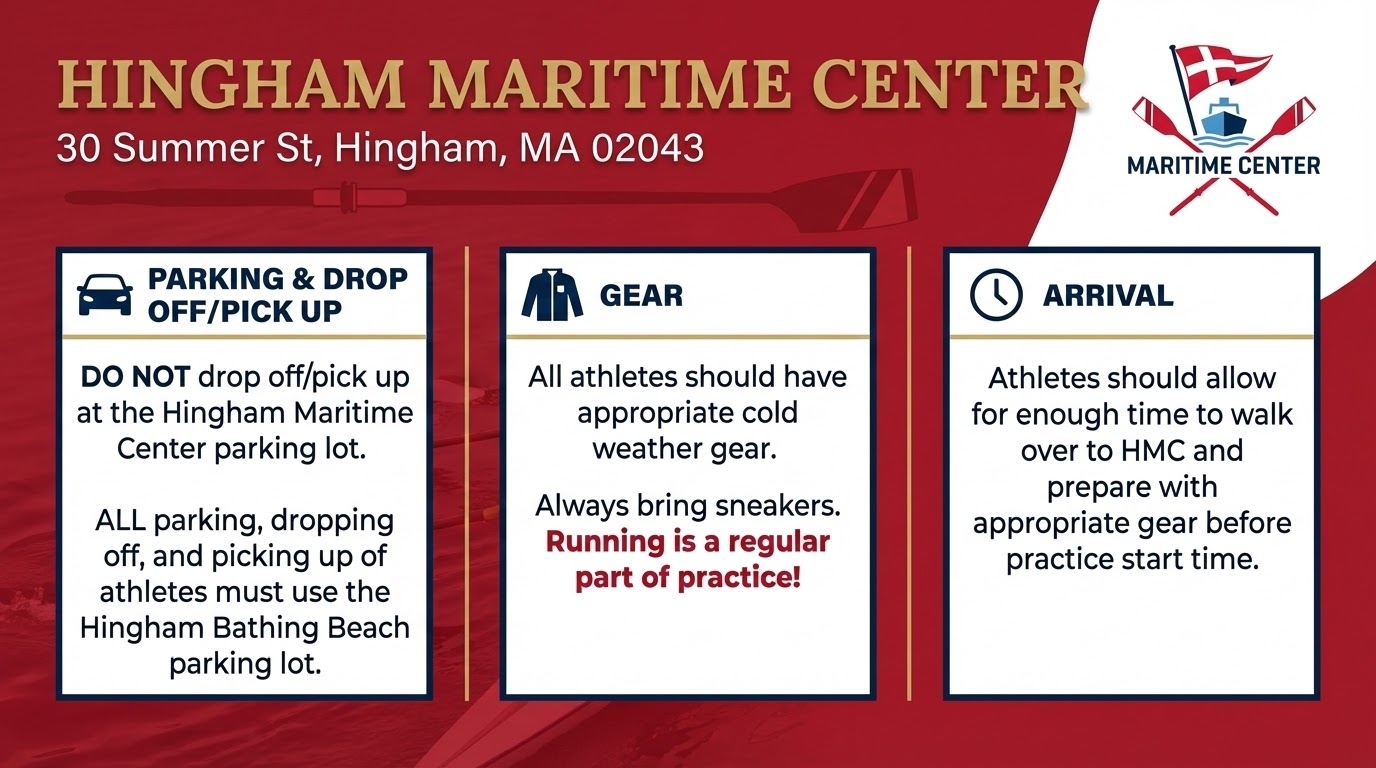 HINGHAM MARITIME CENTER
30 Summer St, Hingham, MA 02043
MARITIME CENTER
PARKING & DROP
OFF/PICK UP
DO NOT drop off/pick up
at the Hingham Maritime
Center parking lot.
ALL parking, dropping
off, and picking up of
athletes must use the
Hingham Bathing Beach
parking lot.
GEAR
All athletes should have
appropriate cold
weather gear.
Always bring sneakers.
Running is a regular
part of practice!
ARRIVAL
Athletes should allow
for enough time to walk
over to HMC and
prepare with
appropriate gear before
practice start time.